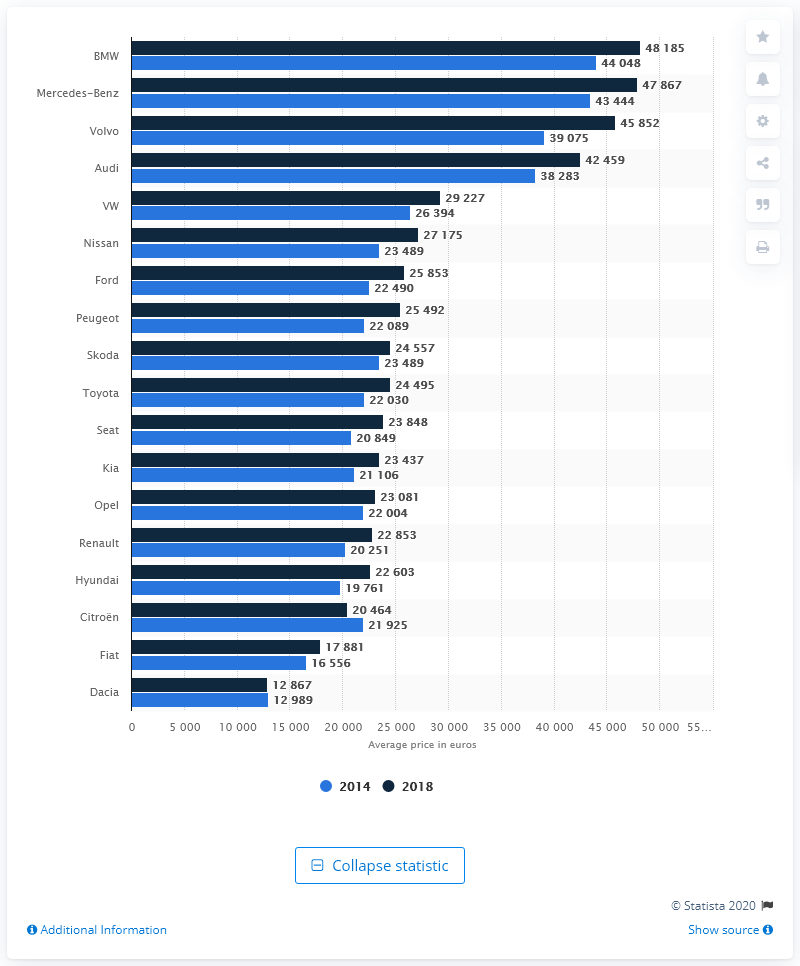 BMW 48 185
44 048
Mercedes-Benz 47 867
43 444
Volvo 45 852
39 075
Audi 42 459
38 283
VW 29 227
26 394
Nissan 27 175
23 489
Ford 25 853
22 490
Peugeot 25 492
22 089
Skoda 24 557
23 489
Toyota 24 495
22 030
Seat 23 848
20 849
Kia 23 437
21 106
Opel 23 081
22 004
Renault 22 853
20 251
Hyundai 22 603
19 761
Citroën 20 464
21 925
Fiat 17 881
16 556
Dacia 12 867
12 989
0 5 000 10 000 15 000 20 000 25 000 30 000 35 000 40 000 45 000 50 000 55...
Average price in euros
2014 2018
Collapse statistic
© Statista 2020
Additional Information Show source